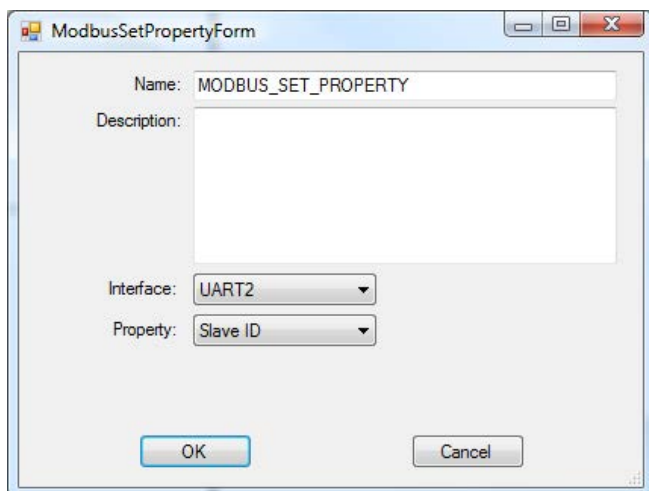 ModbusSetPropertyForm
Name: MODBUS_SET_PROPERTY
Description:
Interface: UART2
Property: Slave ID
OK Cancel